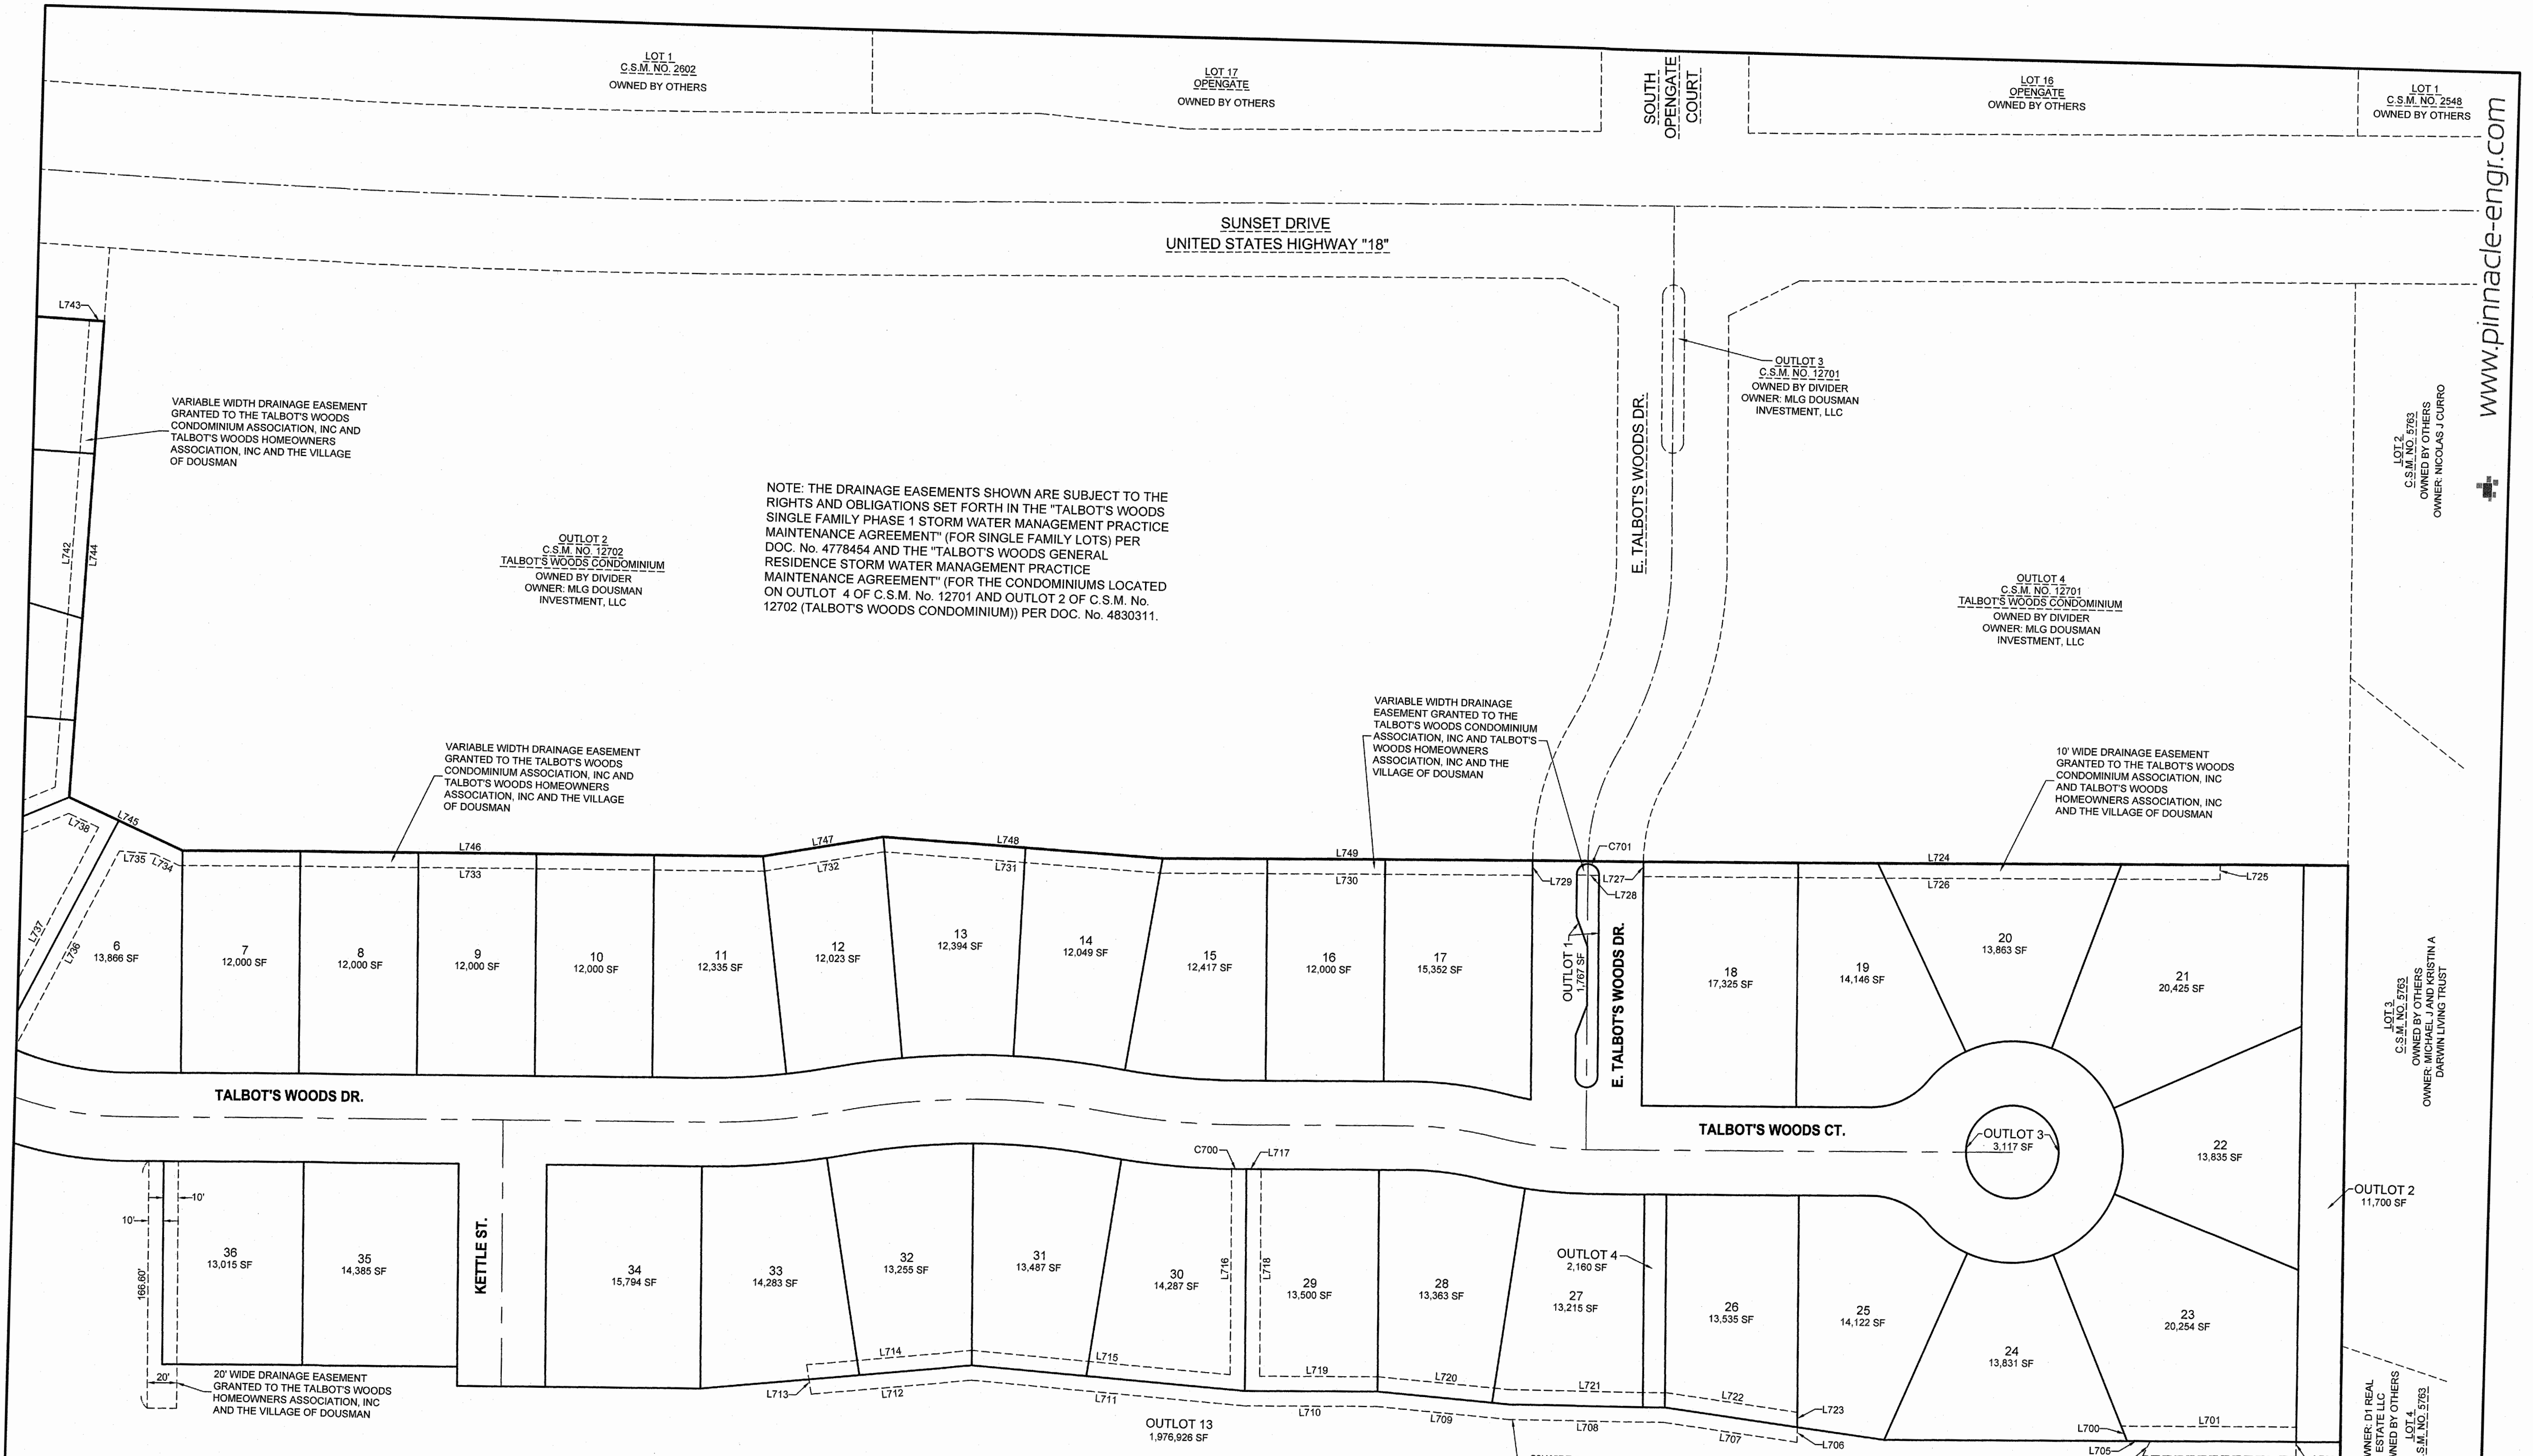 LOT 1
C.S.M. NO. 2602
OWNED BY OTHERS
LOT 17
OPENGATE
OWNED BY OTHERS
SOUTH
OPENGATE
COURT
LOT 16
OPENGATE
OWNED BY OTHERS
LOT 1
C.S.M. NO. 2548
OWNED BY OTHERS
www.pinnacle-engr.com
SUNSET DRIVE
UNITED STATES HIGHWAY "18"
L743
VARIABLE WIDTH DRAINAGE EASEMENT
GRANTED TO THE TALBOT'S WOODS
CONDOMINIUM ASSOCIATION, INC AND
TALBOT'S WOODS HOMEOWNERS
ASSOCIATION, INC AND THE VILLAGE
OF DOUSMAN
L742
L744
OUTLOT 2
C.S.M. NO. 12702
TALBOT'S WOODS CONDOMINIUM
OWNED BY DIVIDER
OWNER: MLG DOUSMAN
INVESTMENT, LLC
NOTE: THE DRAINAGE EASEMENTS SHOWN ARE SUBJECT TO THE
RIGHTS AND OBLIGATIONS SET FORTH IN THE "TALBOT'S WOODS
SINGLE FAMILY PHASE 1 STORM WATER MANAGEMENT PRACTICE
MAINTENANCE AGREEMENT" (FOR SINGLE FAMILY LOTS) PER
DOC. No. 4778454 AND THE "TALBOT'S WOODS GENERAL
RESIDENCE STORM WATER MANAGEMENT PRACTICE
MAINTENANCE AGREEMENT" (FOR THE CONDOMINIUMS LOCATED
ON OUTLOT 4 OF C.S.M. No. 12701 AND OUTLOT 2 OF C.S.M. No.
12702 (TALBOT'S WOODS CONDOMINIUM)) PER DOC. No. 4830311.
E. TALBOT'S WOODS DR.
OUTLOT 3
C.S.M. NO. 12701
OWNED BY DIVIDER
OWNER: MLG DOUSMAN
INVESTMENT, LLC
OUTLOT 4
C.S.M. NO. 12701
TALBOT'S WOODS CONDOMINIUM
OWNED BY DIVIDER
OWNER: MLG DOUSMAN
INVESTMENT, LLC
LOT 2
C.S.M. NO. 5763
OWNED BY OTHERS
OWNER: NICOLAS J CURRO
VARIABLE WIDTH DRAINAGE EASEMENT
GRANTED TO THE TALBOT'S WOODS
CONDOMINIUM ASSOCIATION, INC AND
TALBOT'S WOODS HOMEOWNERS
ASSOCIATION, INC AND THE VILLAGE
OF DOUSMAN
VARIABLE WIDTH DRAINAGE
EASEMENT GRANTED TO THE
TALBOT'S WOODS CONDOMINIUM
ASSOCIATION, INC AND TALBOT'S
WOODS HOMEOWNERS
ASSOCIATION, INC AND THE
VILLAGE OF DOUSMAN
10' WIDE DRAINAGE EASEMENT
GRANTED TO THE TALBOT'S WOODS
CONDOMINIUM ASSOCIATION, INC
AND TALBOT'S WOODS
HOMEOWNERS ASSOCIATION, INC
AND THE VILLAGE OF DOUSMAN
L738
L745
L735
L734
L746
L733
L747
L732
L748
L731
L749
L730
C701
L729
L727
L728
L724
L726
L725
L737
L736
6
13,866 SF
7
12,000 SF
8
12,000 SF
9
12,000 SF
10
12,000 SF
11
12,335 SF
12
12,023 SF
13
12,394 SF
14
12,049 SF
15
12,417 SF
16
12,000 SF
17
15,352 SF
OUTLOT 1
1,767 SF
E. TALBOT'S WOODS DR.
18
17,325 SF
19
14,146 SF
20
13,863 SF
21
20,425 SF
LOT 3
C.S.M. NO. 5763
OWNED BY OTHERS
OWNER: MICHAEL J AND KRISTIN A
DARWIN LIVING TRUST
TALBOT'S WOODS DR.
TALBOT'S WOODS CT.
OUTLOT 3
3,117 SF
22
13,835 SF
OUTLOT 2
11,700 SF
C700
L717
10'
10'
166.60'
20'
36
13,015 SF
35
14,385 SF
KETTLE ST.
34
15,794 SF
33
14,283 SF
32
13,255 SF
31
13,487 SF
30
14,287 SF
L716
L718
29
13,500 SF
28
13,363 SF
OUTLOT 4
2,160 SF
27
13,215 SF
26
13,535 SF
25
14,122 SF
24
13,831 SF
23
20,254 SF
20' WIDE DRAINAGE EASEMENT
GRANTED TO THE TALBOT'S WOODS
HOMEOWNERS ASSOCIATION, INC
AND THE VILLAGE OF DOUSMAN
L714
L715
L713
L712
L711
L719
L720
L721
L722
L723
L710
L709
L708
L707
L706
L700
L701
L705
OUTLOT 13
1,976,926 SF
LOT 4
ESTATE LLC